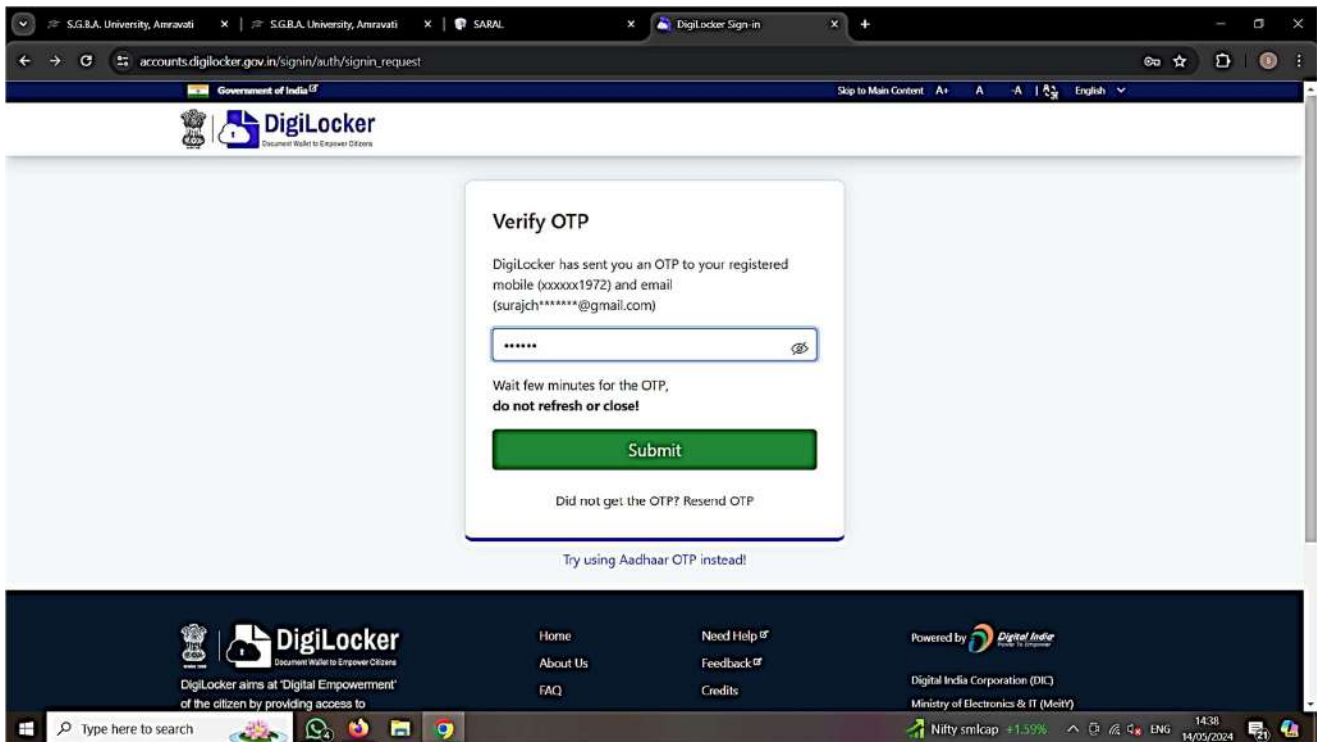 S.G.B.A. University, Amravati
S.G.B.A. University, Amravati
SARAL
DigiLocker Sign-in
accounts.digilocker.gov.in/signin/auth/signin_request
Government of India
Skip to Main Content A+ A -A English
DigiLocker
Document Wallet to Empower Citizens
Verify OTP
DigiLocker has sent you an OTP to your registered
mobile (xxxxxx1972) and email
(surajch*******@gmail.com)
••••••
Wait few minutes for the OTP,
do not refresh or close!
Submit
Did not get the OTP? Resend OTP
Try using Aadhaar OTP instead!
DigiLocker
Document Wallet to Empower Citizens
DigiLocker aims at 'Digital Empowerment'
of the citizen by providing access to
Home
About Us
FAQ
Need Help
Feedback
Credits
Powered by Digital India
Power To Empower
Digital India Corporation (DIC)
Ministry of Electronics & IT (MeitY)
Type here to search
4
Nifty smlcap +1.59%
ENG
14:38
14/05/2024
21